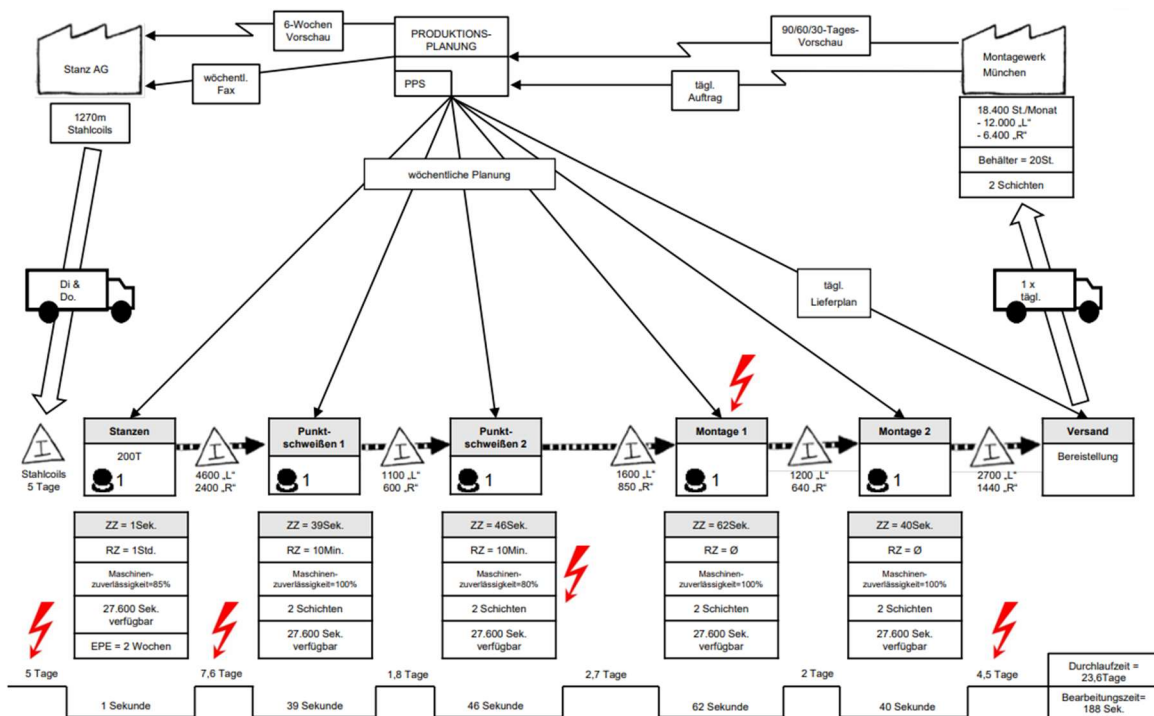 6-Wochen
Vorschau
PRODUKTIONS-
PLANUNG
PPS
90/60/30-Tages-
Vorschau
Stanz AG
wöchentl.
Fax
tägl.
Auftrag
Montagewerk
München
1270m
Stahlcoils
18.400 St./Monat
- 12.000 „L"
- 6.400 „R"
Behälter = 20St.
2 Schichten
wöchentliche Planung
Di &
Do.
tägl.
Lieferplan
1 x
tägl.
I
Stahlcoils
5 Tage
Stanzen
200T
1
I
4600 „L"
2400 „R"
Punkt-
schweißen 1
1
I
1100 „L"
600 „R"
Punkt-
schweißen 2
1
I
1600 „L"
850 „R"
Montage 1
1
I
1200 „L"
640 „R"
Montage 2
1
I
2700 „L"
1440 „R"
Versand
Bereistellung
ZZ = 1Sek.
RZ = 1Std.
Maschinen-
zuverlässigkeit=85%
27.600 Sek.
verfügbar
EPE = 2 Wochen
ZZ = 39Sek.
RZ = 10Min.
Maschinen-
zuverlässigkeit=100%
2 Schichten
27.600 Sek.
verfügbar
ZZ = 46Sek.
RZ = 10Min.
Maschinen-
zuverlässigkeit=80%
2 Schichten
27.600 Sek.
verfügbar
ZZ = 62Sek.
RZ = Ø
Maschinen-
zuverlässigkeit=100%
2 Schichten
27.600 Sek.
verfügbar
ZZ = 40Sek.
RZ = Ø
Maschinen-
zuverlässigkeit=100%
2 Schichten
27.600 Sek.
verfügbar
5 Tage
7,6 Tage
1,8 Tage
2,7 Tage
2 Tage
4,5 Tage
Durchlaufzeit =
23,6Tage
1 Sekunde
39 Sekunde
46 Sekunde
62 Sekunde
40 Sekunde
Bearbeitungszeit=
188 Sek.